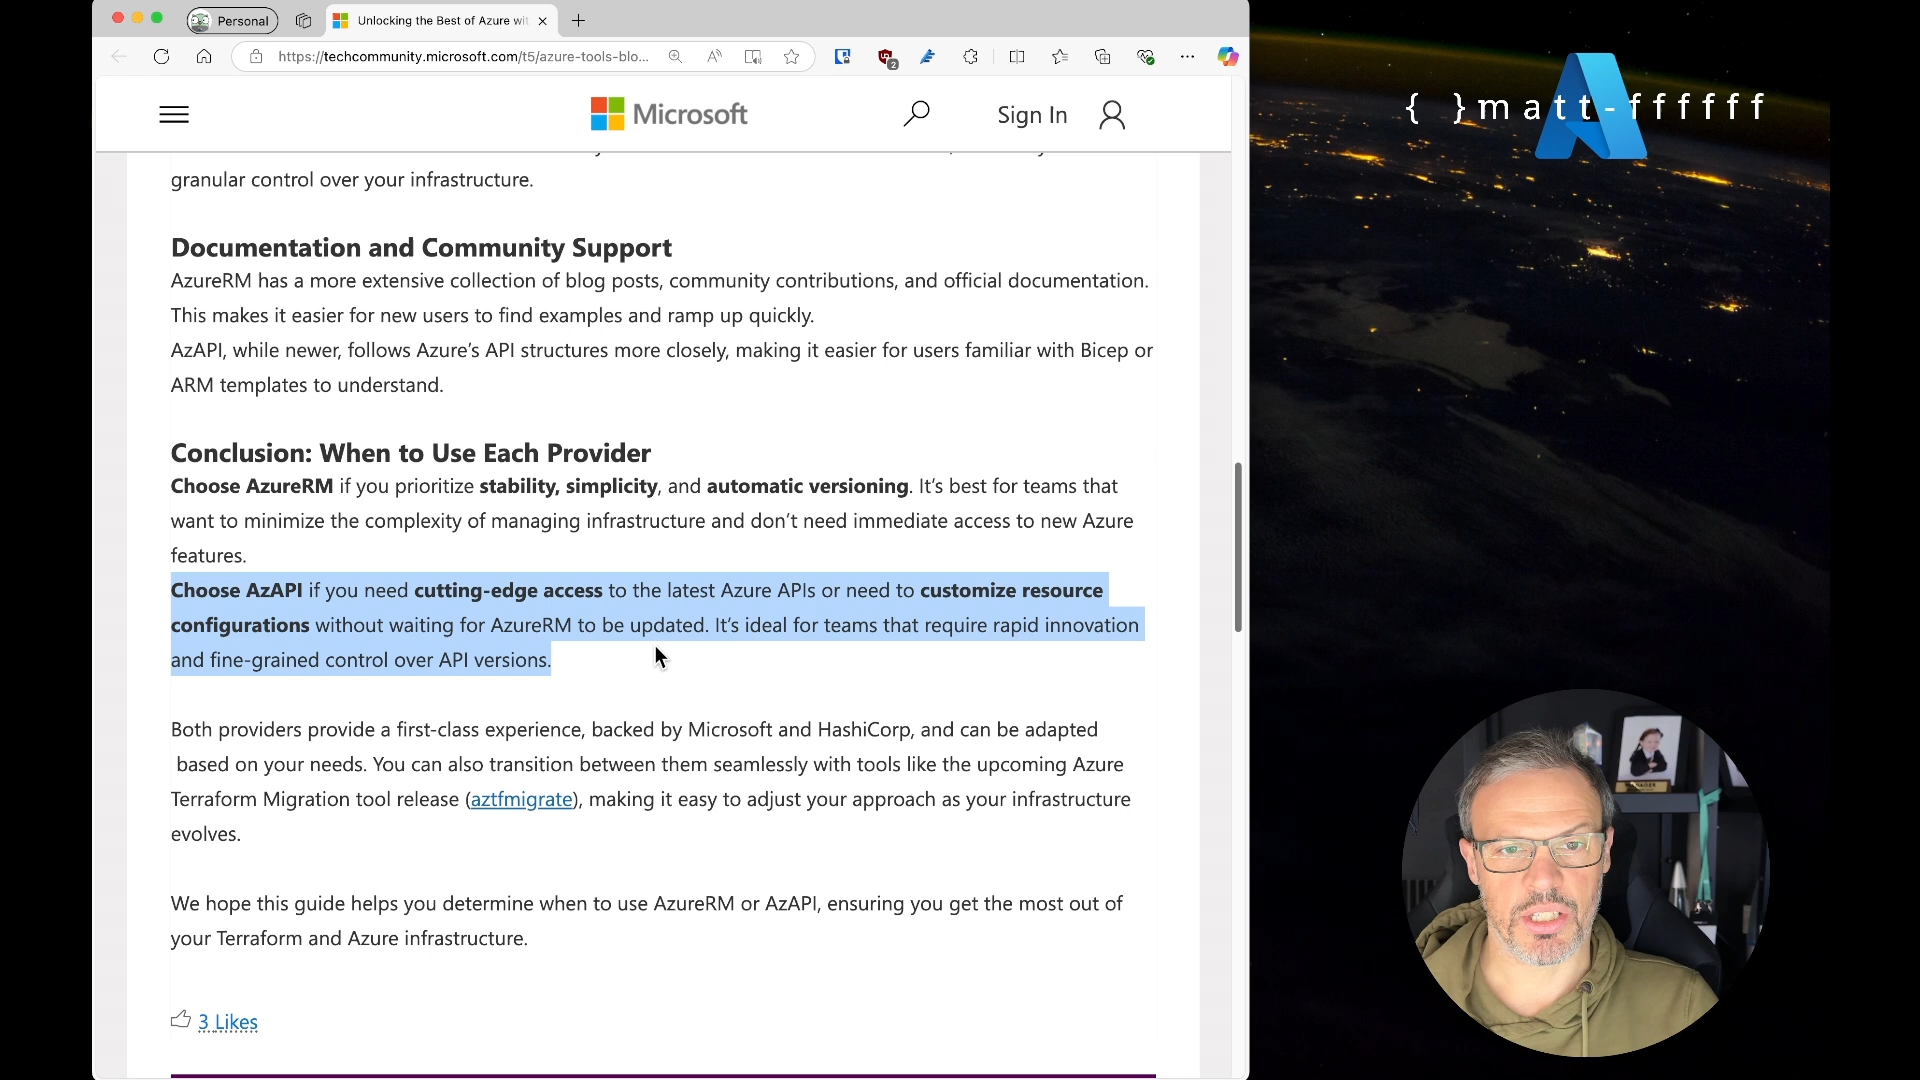 Personal
Unlocking the Best of Azure wit
https://techcommunity.microsoft.com/t5/azure-tools-blo...
2
Microsoft
Sign In
{ }matt-ffffff
granular control over your infrastructure.
Documentation and Community Support
AzureRM has a more extensive collection of blog posts, community contributions, and official documentation.
This makes it easier for new users to find examples and ramp up quickly.
AzAPI, while newer, follows Azure's API structures more closely, making it easier for users familiar with Bicep or
ARM templates to understand.
Conclusion: When to Use Each Provider
Choose AzureRM if you prioritize stability, simplicity, and automatic versioning. It's best for teams that
want to minimize the complexity of managing infrastructure and don't need immediate access to new Azure
features.
Choose AzAPI if you need cutting-edge access to the latest Azure APIs or need to customize resource
configurations without waiting for AzureRM to be updated. It's ideal for teams that require rapid innovation
and fine-grained control over API versions.
Both providers provide a first-class experience, backed by Microsoft and HashiCorp, and can be adapted
based on your needs. You can also transition between them seamlessly with tools like the upcoming Azure
Terraform Migration tool release (aztfmigrate), making it easy to adjust your approach as your infrastructure
evolves.
We hope this guide helps you determine when to use AzureRM or AzAPI, ensuring you get the most out of
your Terraform and Azure infrastructure.
3 Likes